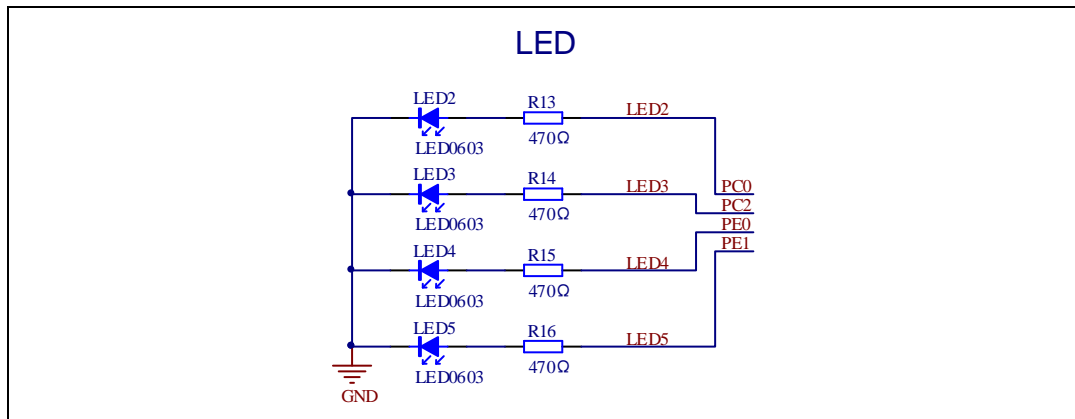 LED
LED2
R13
LED2
470Ω
LED0603
LED3
R14
LED3
PC0
470Ω
LED0603
PC2
PE0
PE1
LED4
R15
LED4
470Ω
LED0603
LED5
R16
LED5
470Ω
LED0603
GND